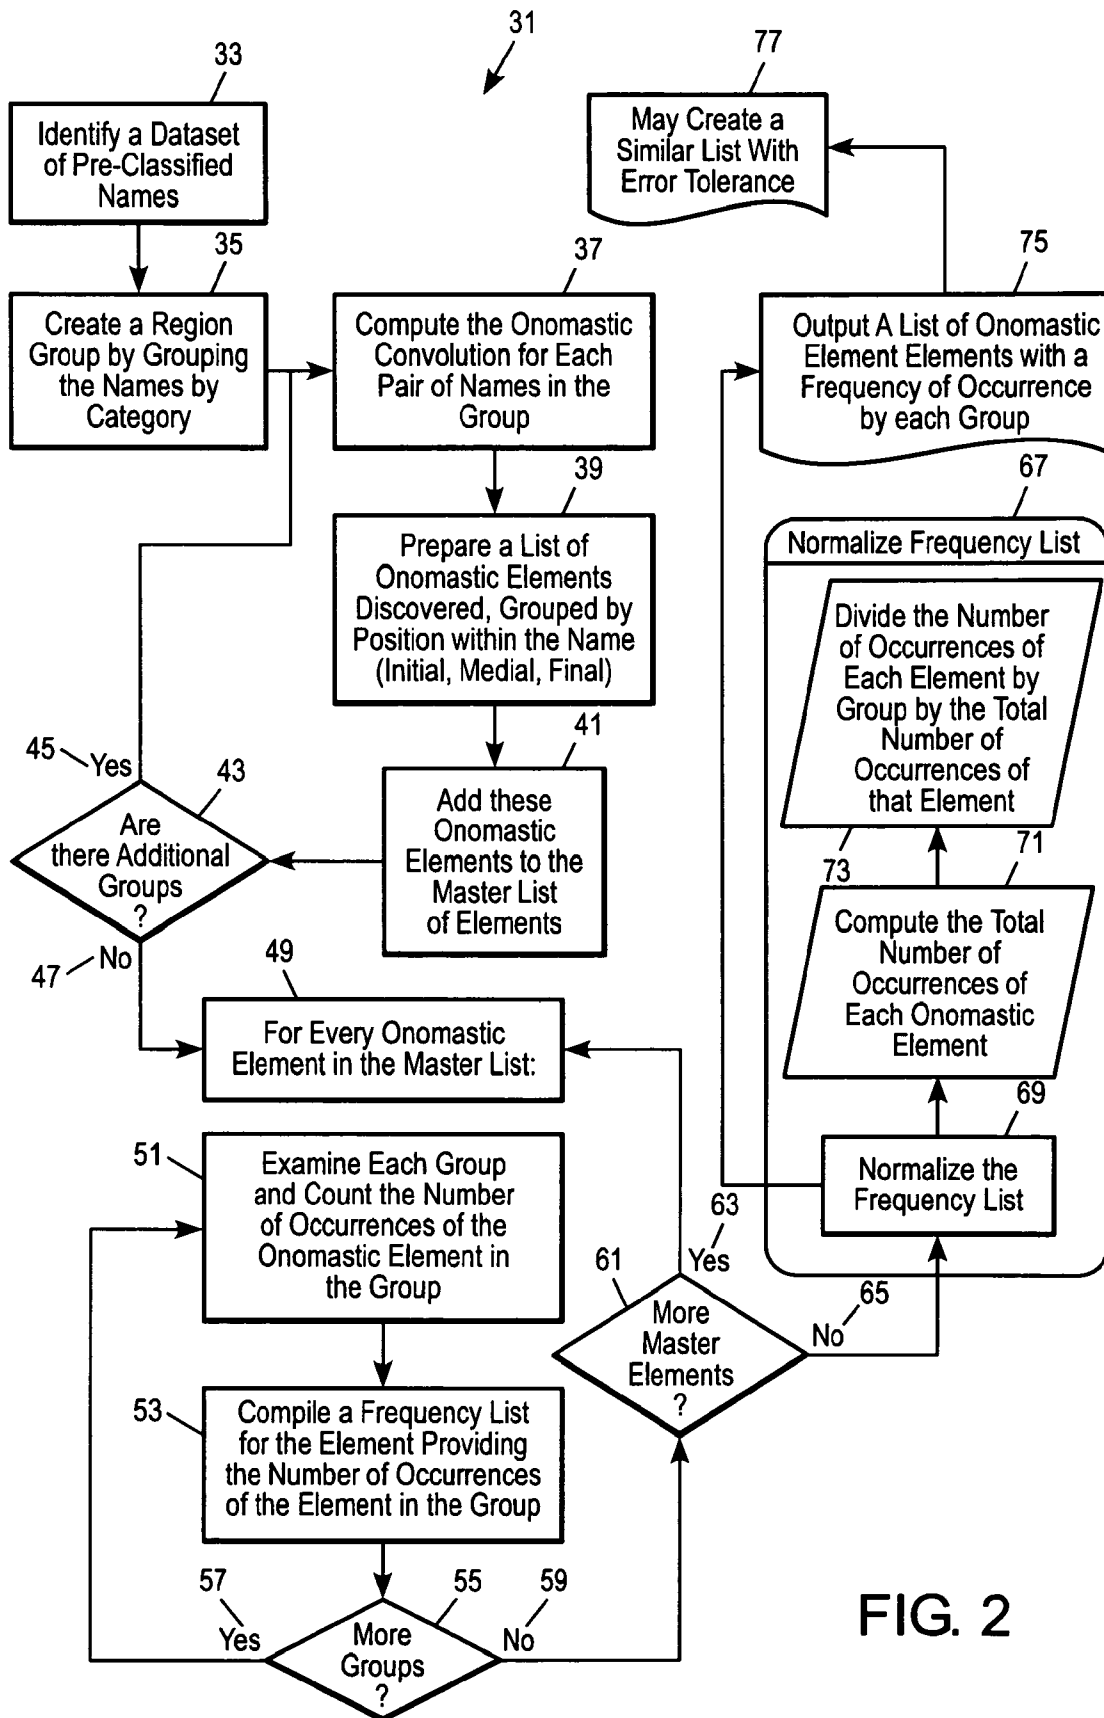 31
33
Identify a Dataset
of Pre-Classified
Names
35
Create a Region
Group by Grouping
the Names by
Category
37
Compute the Onomastic
Convolution for Each
Pair of Names in the
Group
39
Prepare a List of
Onomastic Elements
Discovered, Grouped by
Position within the Name
(Initial, Medial, Final)
41
Add these
Onomastic
Elements to the
Master List
of Elements
45
Yes
43
Are
there Additional
Groups
?
47
No
49
For Every Onomastic
Element in the Master List:
51
Examine Each Group
and Count the Number
of Occurrences of the
Onomastic Element in
the Group
53
Compile a Frequency List
for the Element Providing
the Number of Occurrences
of the Element in the Group
57
Yes
55
More
Groups
?
59
No
61
More
Master
Elements
?
63
Yes
65
No
67
Normalize Frequency List
69
Normalize the
Frequency List
71
Compute the Total
Number of
Occurrences of
Each Onomastic
Element
73
Divide the Number
of Occurrences of
Each Element by
Group by the Total
Number of
Occurrences of
that Element
75
Output A List of Onomastic
Element Elements with a
Frequency of Occurrence
by each Group
77
May Create a
Similar List With
Error Tolerance
FIG. 2